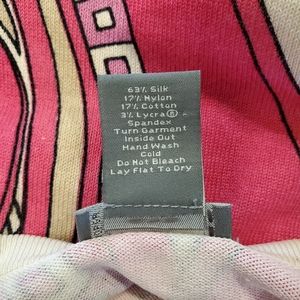 63% Silk
17% Nylon
17% Cotton
3% Lycra®
Spandex
Turn Garment
Inside Out
Hand Wash
Cold
Do Not Bleach
Lay Flat To Dry